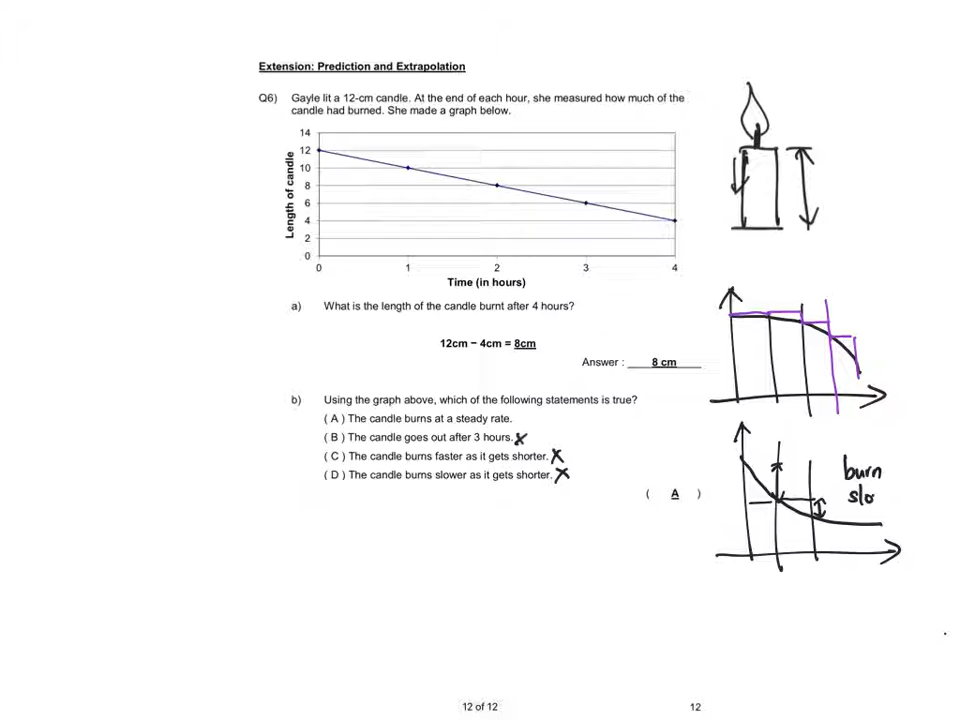 Extension: Prediction and Extrapolation
Q6) Gayle lit a 12-cm candle. At the end of each hour, she measured how much of the
candle had burned. She made a graph below.
14
12
10
8
6
4
2
0
Length of candle
0 1 2 3 4
Time (in hours)
a) What is the length of the candle burnt after 4 hours?
12cm – 4cm = 8cm
Answer : 8 cm
b) Using the graph above, which of the following statements is true?
( A ) The candle burns at a steady rate.
( B ) The candle goes out after 3 hours. x
( C ) The candle burns faster as it gets shorter. x
( D ) The candle burns slower as it gets shorter. x
( A )
burn
slo
12 of 12 12